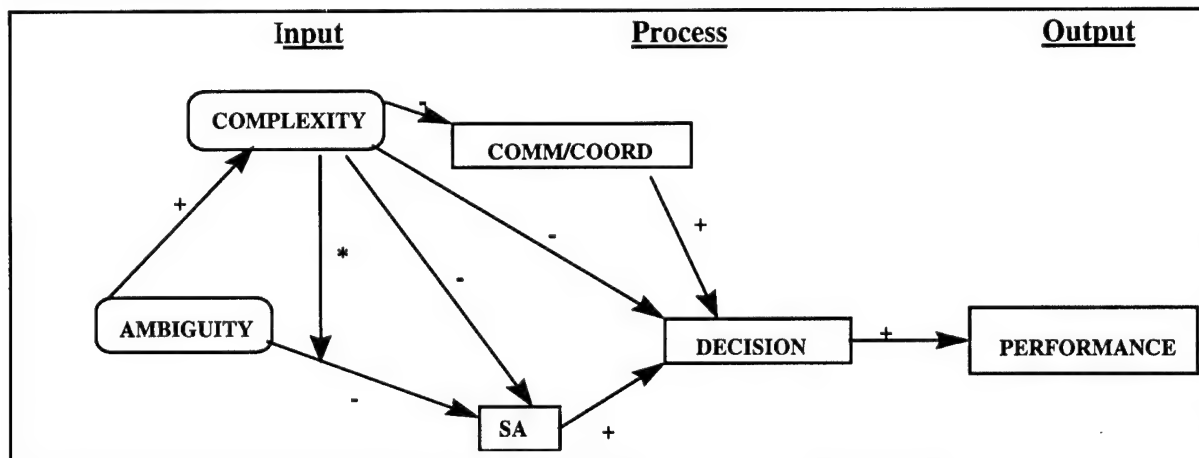 Input Process Output
COMPLEXITY
-
COMM/COORD
+
-
+
*
-
AMBIGUITY
DECISION
+
PERFORMANCE
-
SA
+